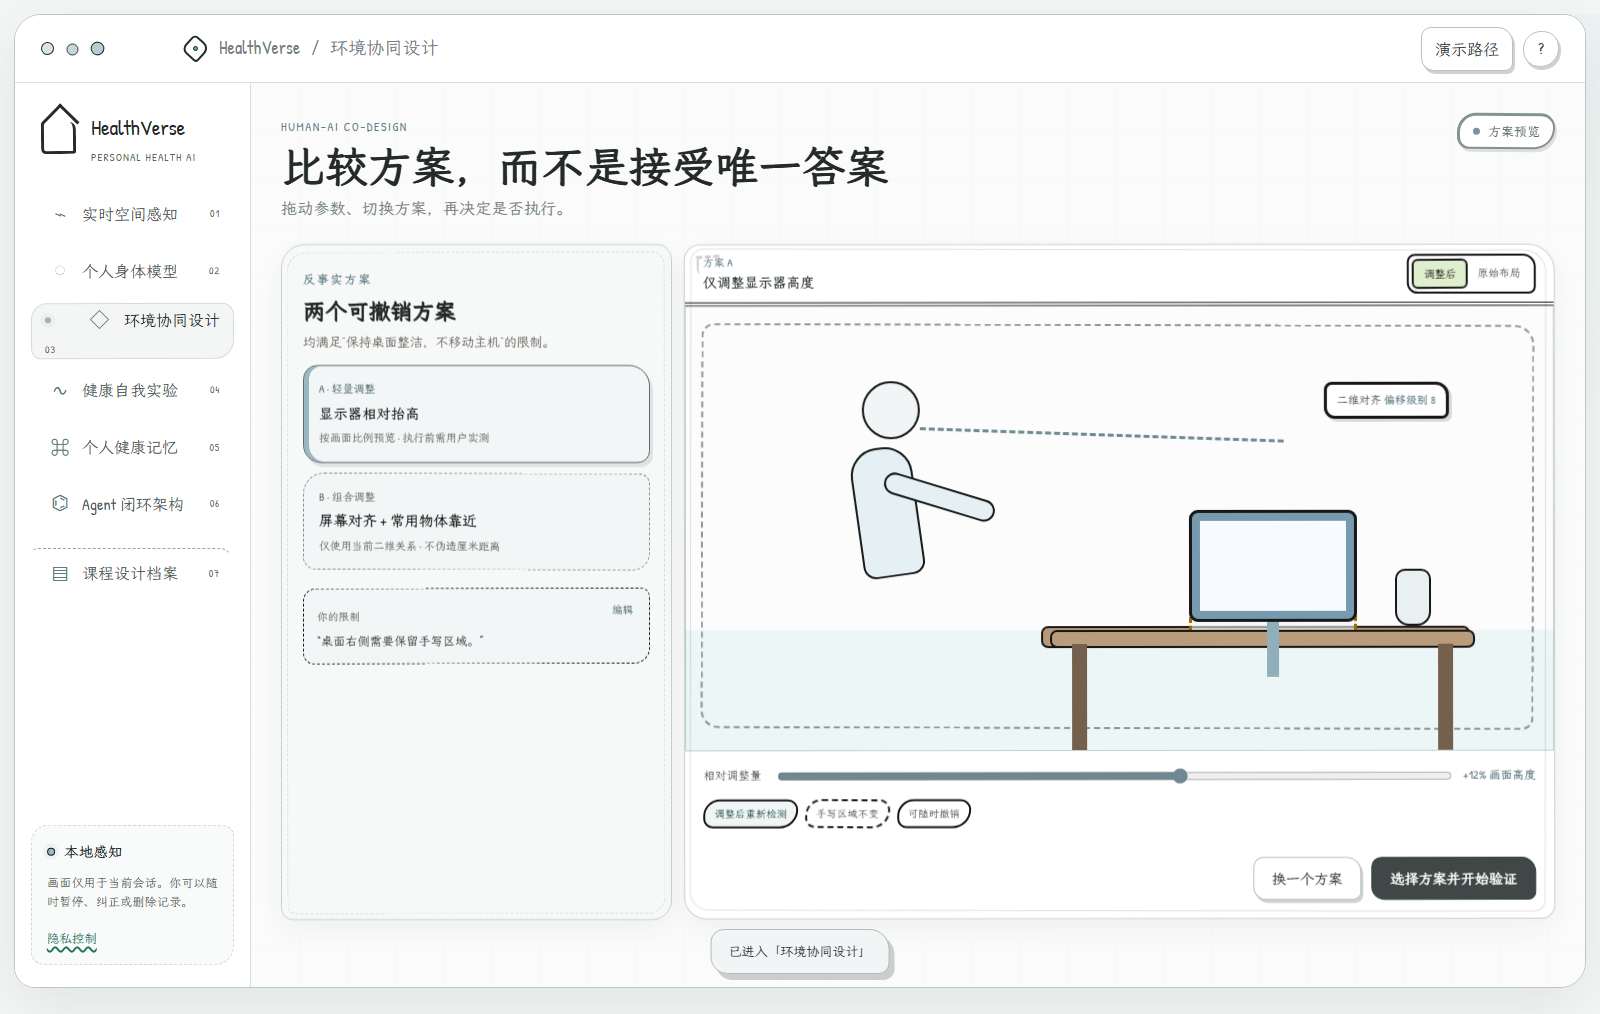 HealthVerse / 环境协同设计
演示路径
?
HealthVerse
PERSONAL HEALTH AI
实时空间感知 01
个人身体模型 02
环境协同设计
03
健康自我实验 04
个人健康记忆 05
Agent 闭环架构 06
课程设计档案 07
本地感知
画面仅用于当前会话。你可以随
时暂停、纠正或删除记录。
隐私控制
HUMAN-AI CO-DESIGN
比较方案，而不是接受唯一答案
拖动参数、切换方案，再决定是否执行。
方案预览
反事实方案
两个可撤销方案
均满足“保持桌面整洁，不移动主机”的限制。
A · 轻量调整
显示器相对抬高
按画面比例预览 · 执行前需用户实测
B · 组合调整
屏幕对齐 + 常用物体靠近
仅使用当前二维关系 · 不伪造厘米距离
你的限制
编辑
“桌面右侧需要保留手写区域。”
方案 A
仅调整显示器高度
调整后
原始布局
二维对齐 偏移级别 8
相对调整量
+12% 画面高度
调整后重新检测
手写区域不变
可随时撤销
换一个方案
选择方案并开始验证
已进入「环境协同设计」